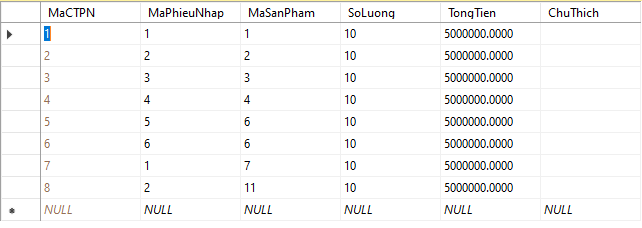 MaCTPN MaPhieuNhap MaSanPham SoLuong TongTien ChuThich
1 1 1 10 5000000.0000
2 2 2 10 5000000.0000
3 3 3 10 5000000.0000
4 4 4 10 5000000.0000
5 5 6 10 5000000.0000
6 6 6 10 5000000.0000
7 1 7 10 5000000.0000
8 2 11 10 5000000.0000
NULL NULL NULL NULL NULL NULL